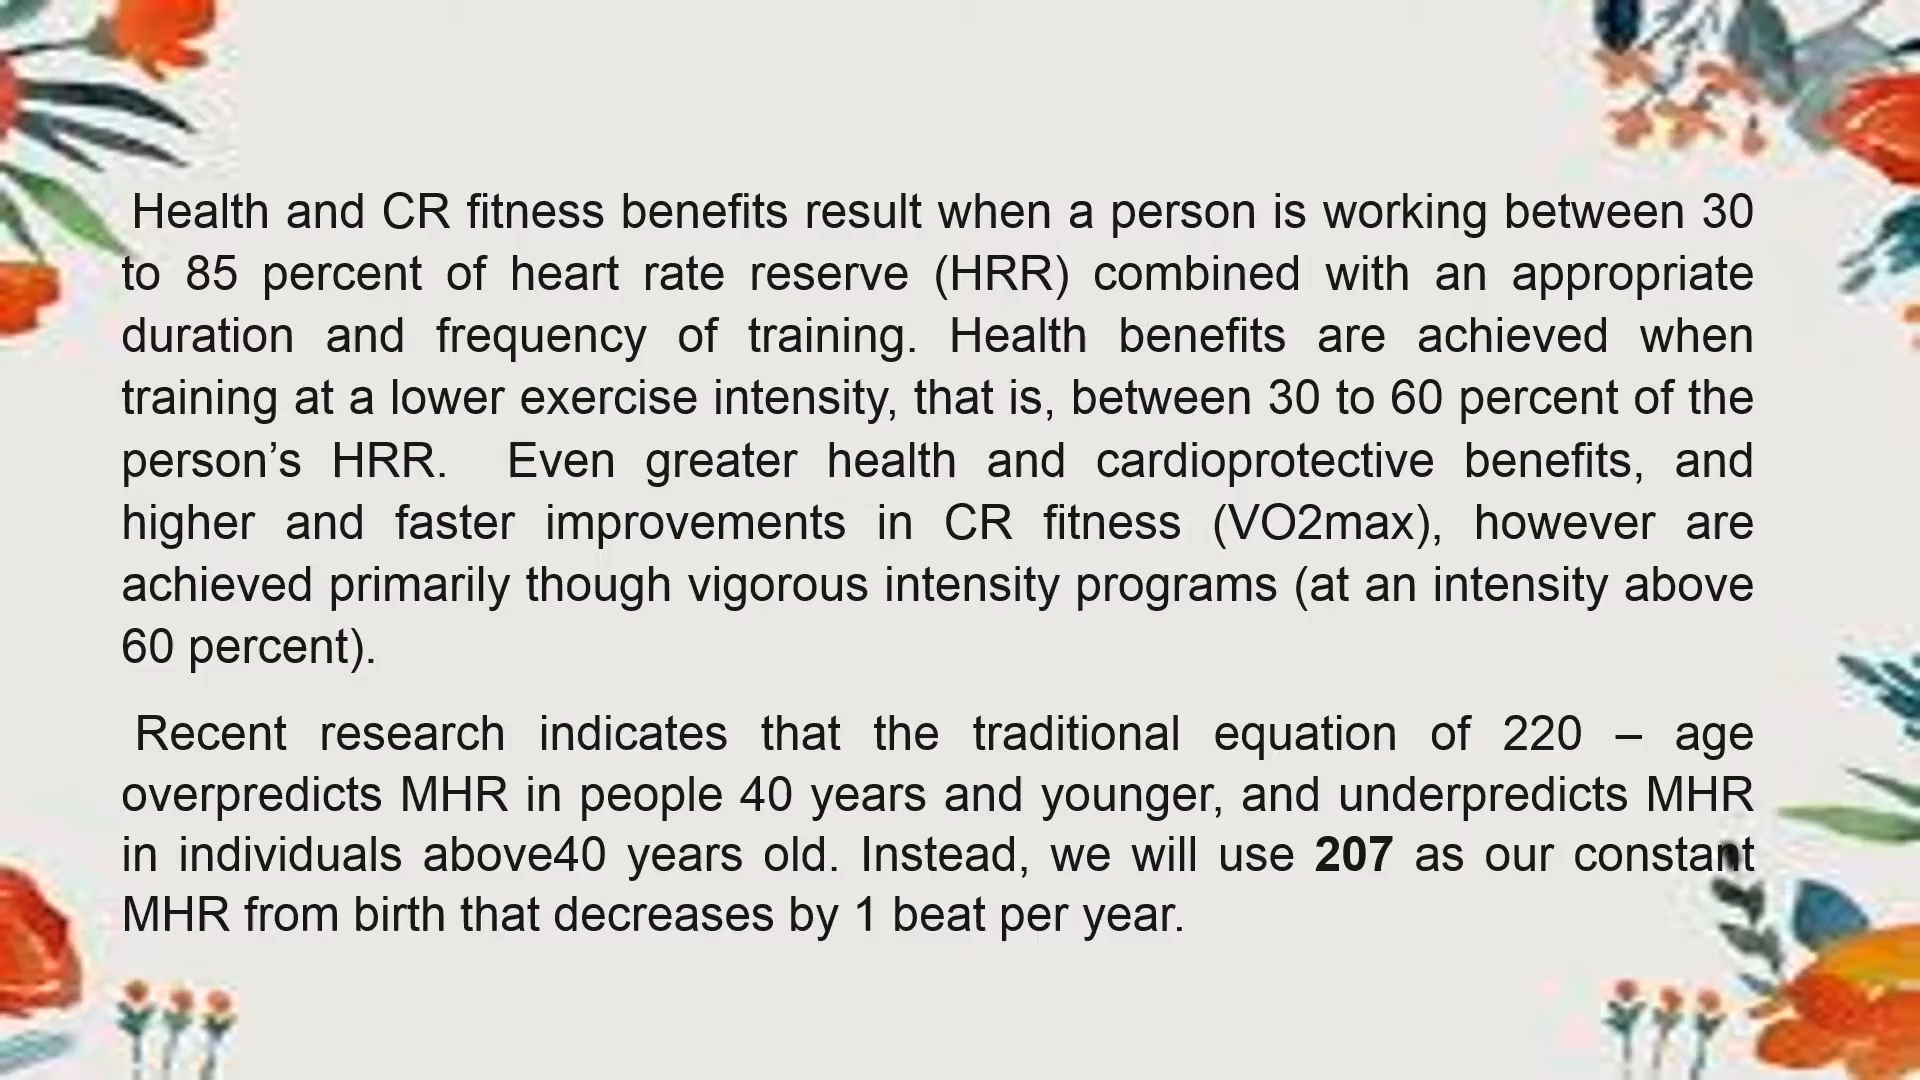 Health and CR fitness benefits result when a person is working between 30
to 85 percent of heart rate reserve (HRR) combined with an appropriate
duration and frequency of training. Health benefits are achieved when
training at a lower exercise intensity, that is, between 30 to 60 percent of the
person’s HRR. Even greater health and cardioprotective benefits, and
higher and faster improvements in CR fitness (VO2max), however are
achieved primarily though vigorous intensity programs (at an intensity above
60 percent).
Recent research indicates that the traditional equation of 220 – age
overpredicts MHR in people 40 years and younger, and underpredicts MHR
in individuals above40 years old. Instead, we will use 207 as our constant
MHR from birth that decreases by 1 beat per year.